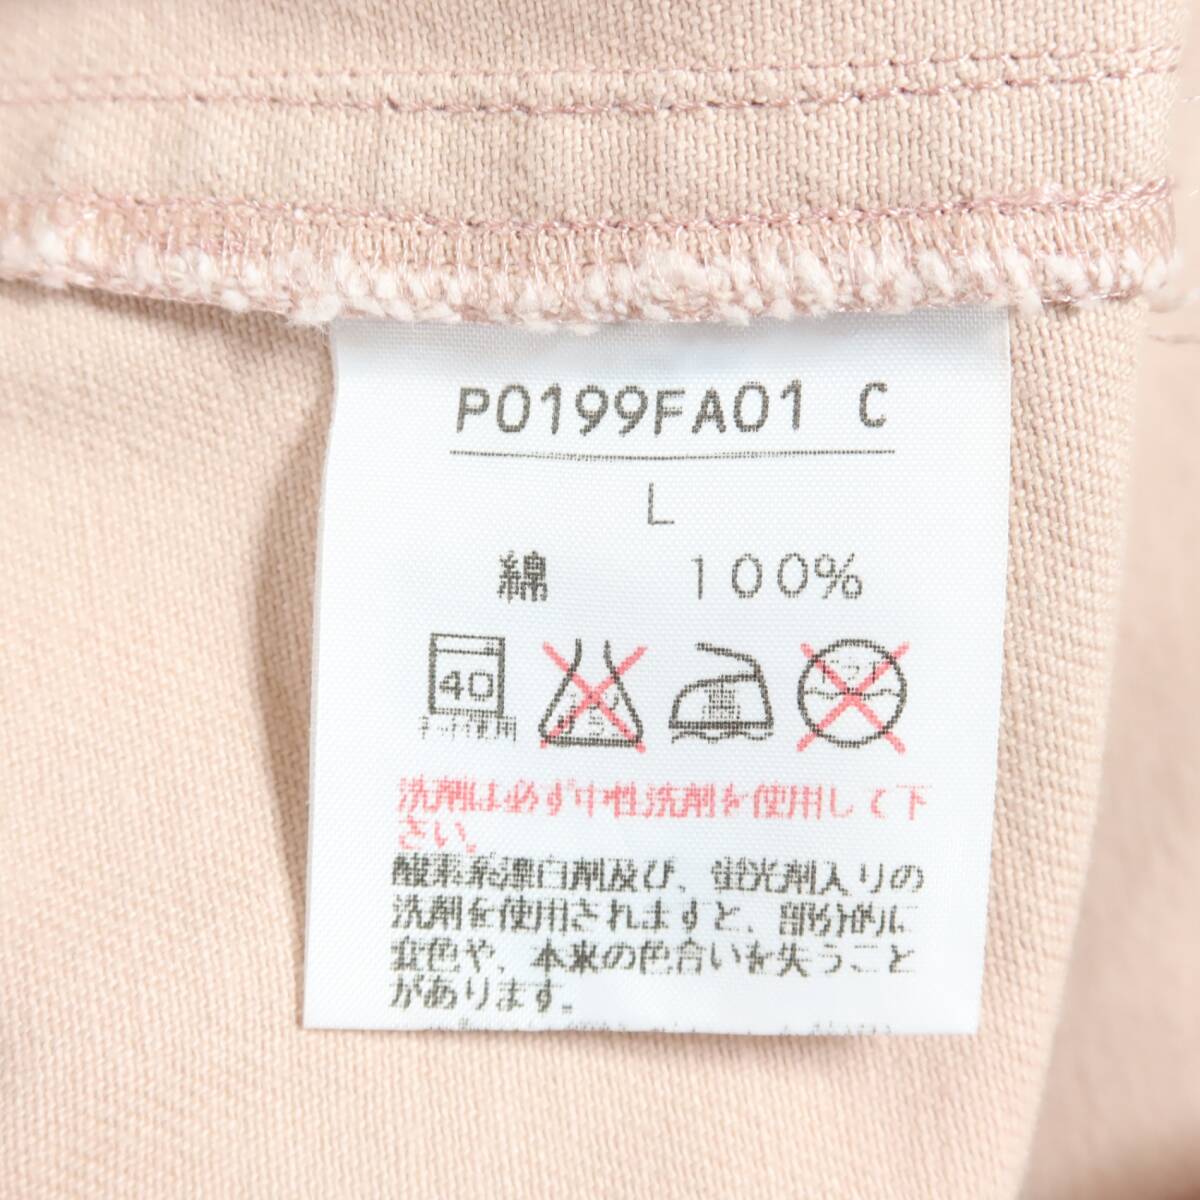 P0199FA01 C
L
綿 100%
40
ネット使用
洗剤は必ず中性洗剤を使用して下
さい。
酸素系漂白剤及び、蛍光剤入りの
洗剤を使用されますと、部分的に
変色や、本来の色合いを失うこと
があります。